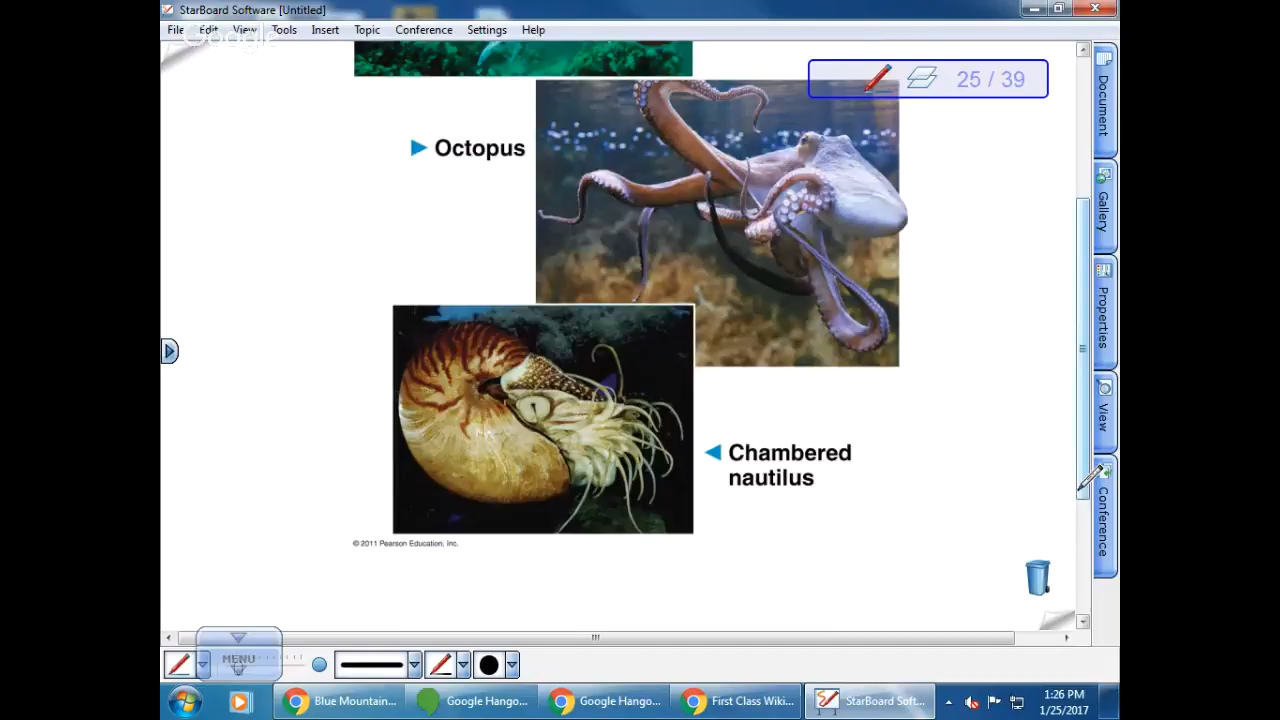 StarBoard Software [Untitled]
File Edit View Tools Insert Topic Conference Settings Help
Google
25 / 39
Octopus
Chambered
nautilus
© 2011 Pearson Education, Inc.
Document
Gallery
Properties
View
Conference
MENU
Blue Mountain...
Google Hango...
Google Hango...
First Class Wiki...
StarBoard Soft...
1:26 PM
1/25/2017